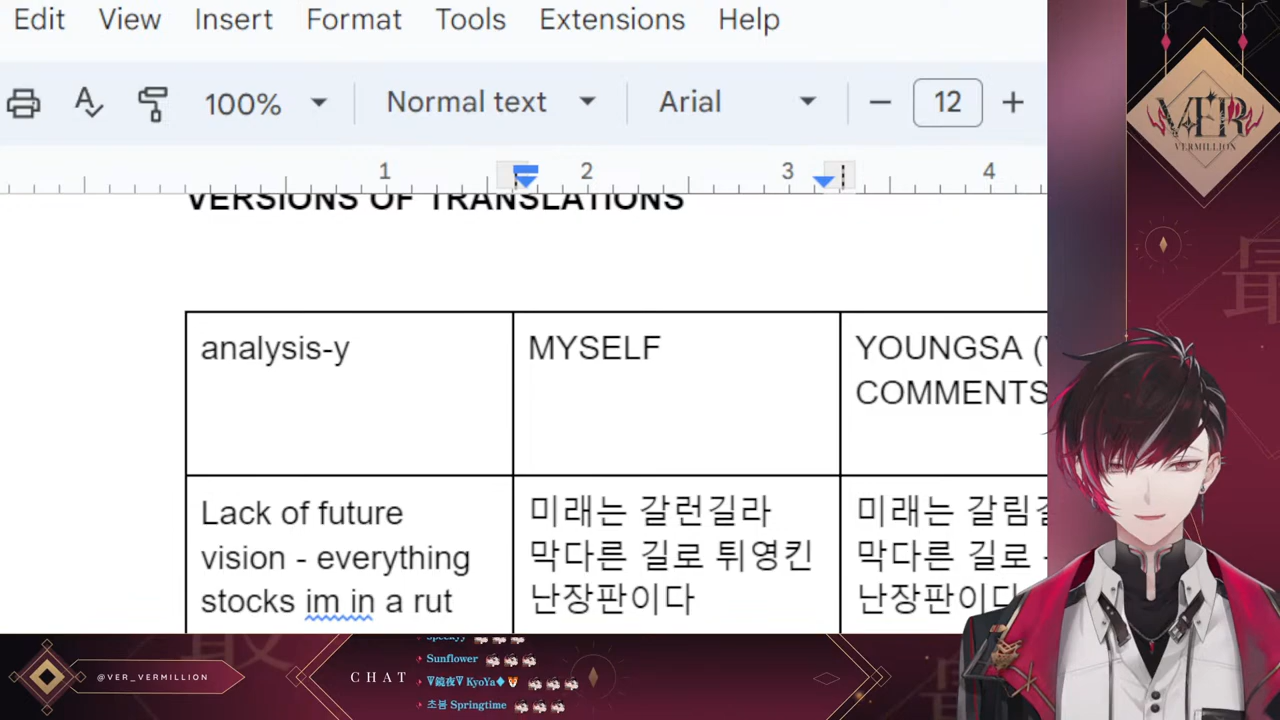 Edit View Insert Format Tools Extensions Help
100% Normal text Arial 12
1 2 3 4
VERSIONS OF TRANSLATIONS
analysis-y
MYSELF
YOUNGSA (
COMMENTS
Lack of future
vision - everything
stocks im in a rut
미래는 갈런길라
막다른 길로 튀영킨
난장판이다
미래는 갈림
막다른 길로
난장판이다
VER
VERMILLION
@VER_VERMILLION
CHAT
Sunflower
Ψ鏡夜Ψ KyoYa
초봄 Springtime